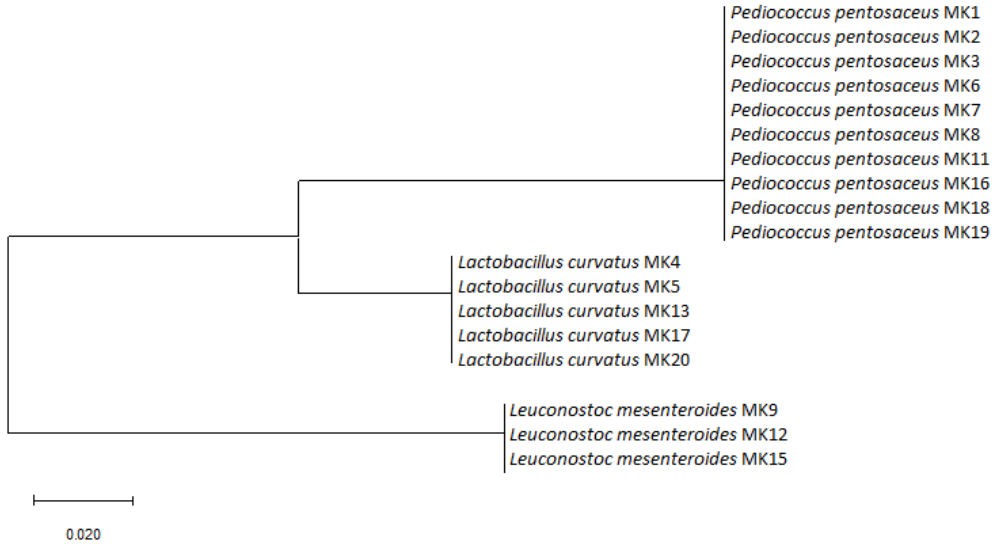 Pediococcus pentosaceus MK1
Pediococcus pentosaceus MK2
Pediococcus pentosaceus MK3
Pediococcus pentosaceus MK6
Pediococcus pentosaceus MK7
Pediococcus pentosaceus MK8
Pediococcus pentosaceus MK11
Pediococcus pentosaceus MK16
Pediococcus pentosaceus MK18
Pediococcus pentosaceus MK19
Lactobacillus curvatus MK4
Lactobacillus curvatus MK5
Lactobacillus curvatus MK13
Lactobacillus curvatus MK17
Lactobacillus curvatus MK20
Leuconostoc mesenteroides MK9
Leuconostoc mesenteroides MK12
Leuconostoc mesenteroides MK15
0.020